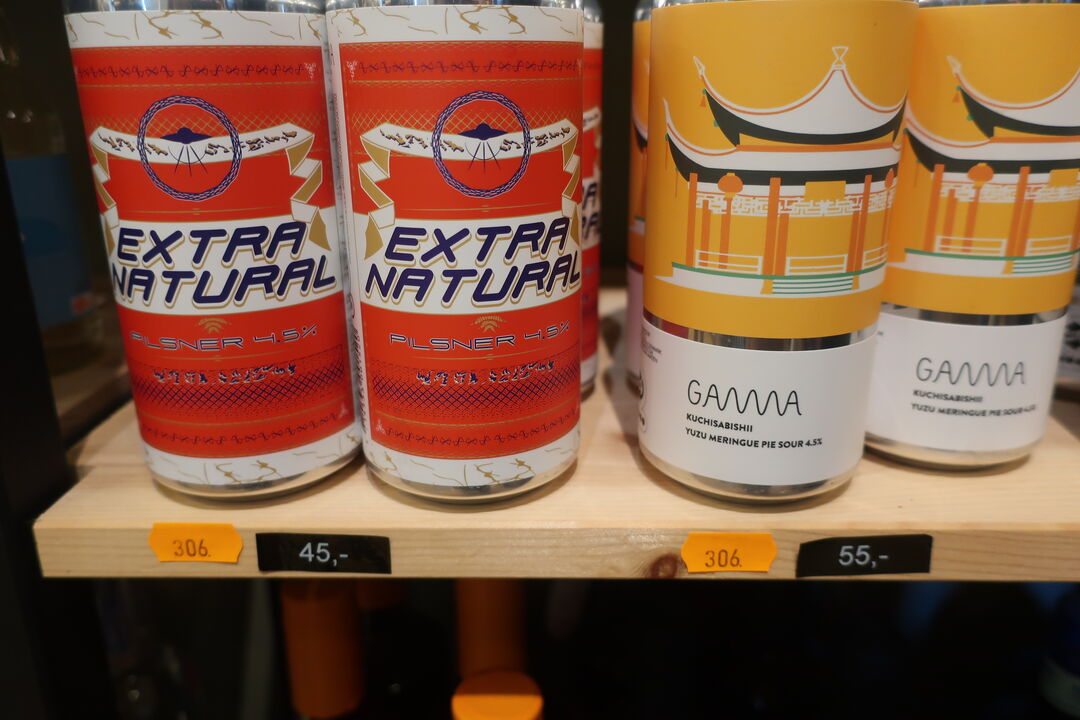 EXTRA
NATURAL
PILSNER 4.5%
EXTRA
NATURAL
PILSNER 4.5%
GAMMA
KUCHISABISHII
YUZU MERINGUE PIE SOUR 4.5%
GAMMA
KUCHISABISHII
YUZU MERINGUE PIE SOUR 4.5%
306.
45,-
306.
55,-